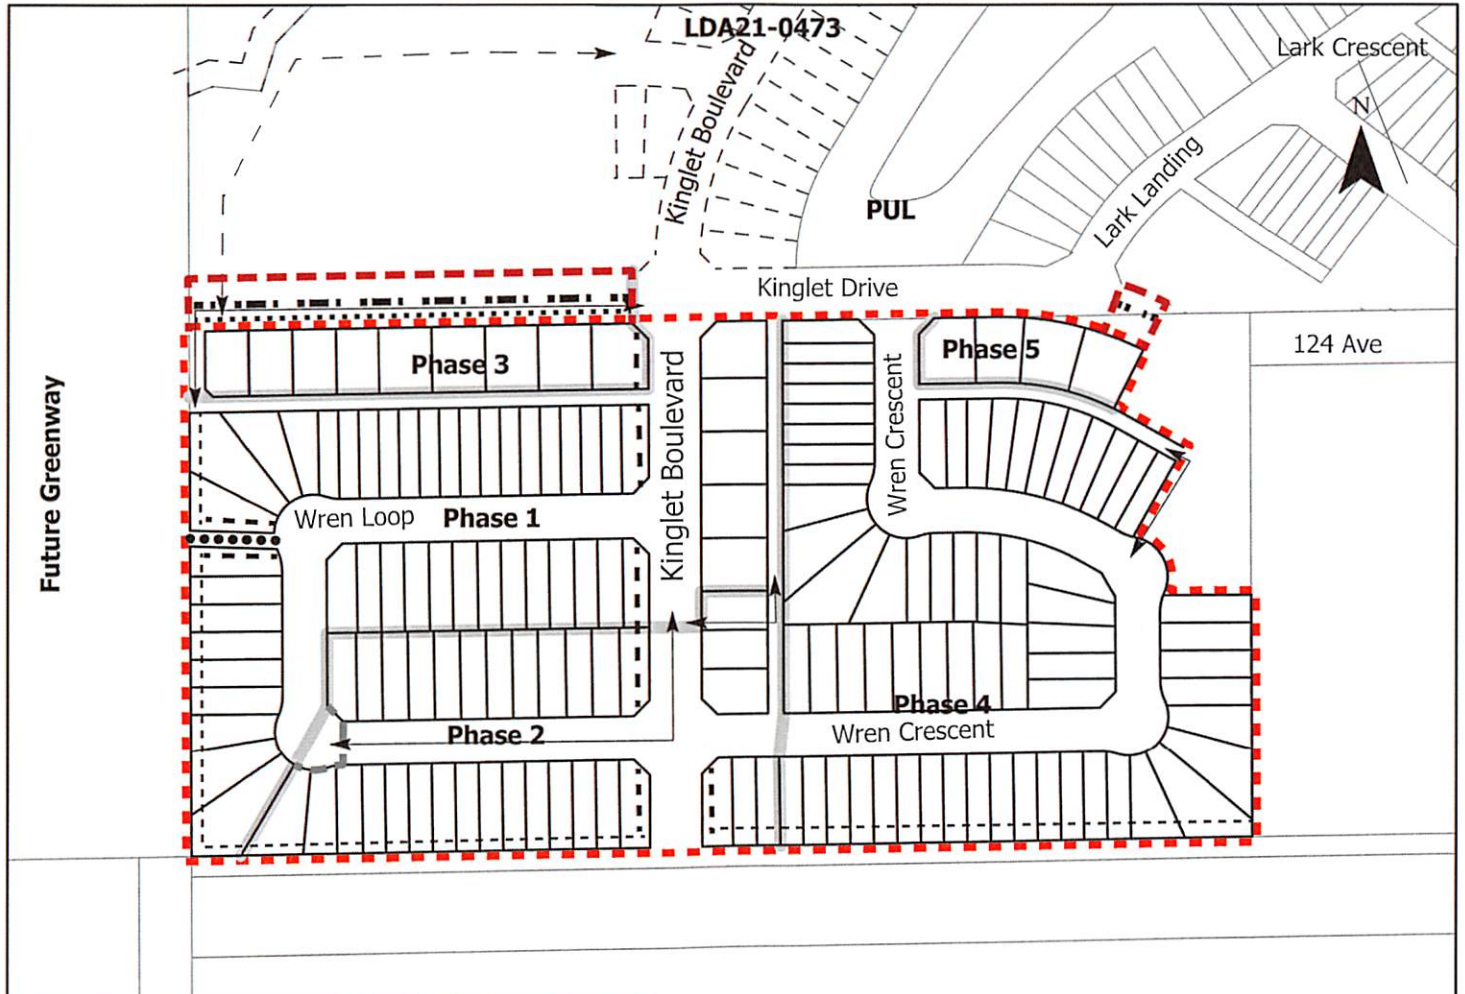 LDA21-0473
Lark Crescent
N
Kinglet Boulevard
Lark Landing
PUL
Kinglet Drive
124 Ave
Phase 3
Phase 5
Kinglet Boulevard
Wren Crescent
Future Greenway
Wren Loop
Phase 1
Phase 4
Wren Crescent
Phase 2